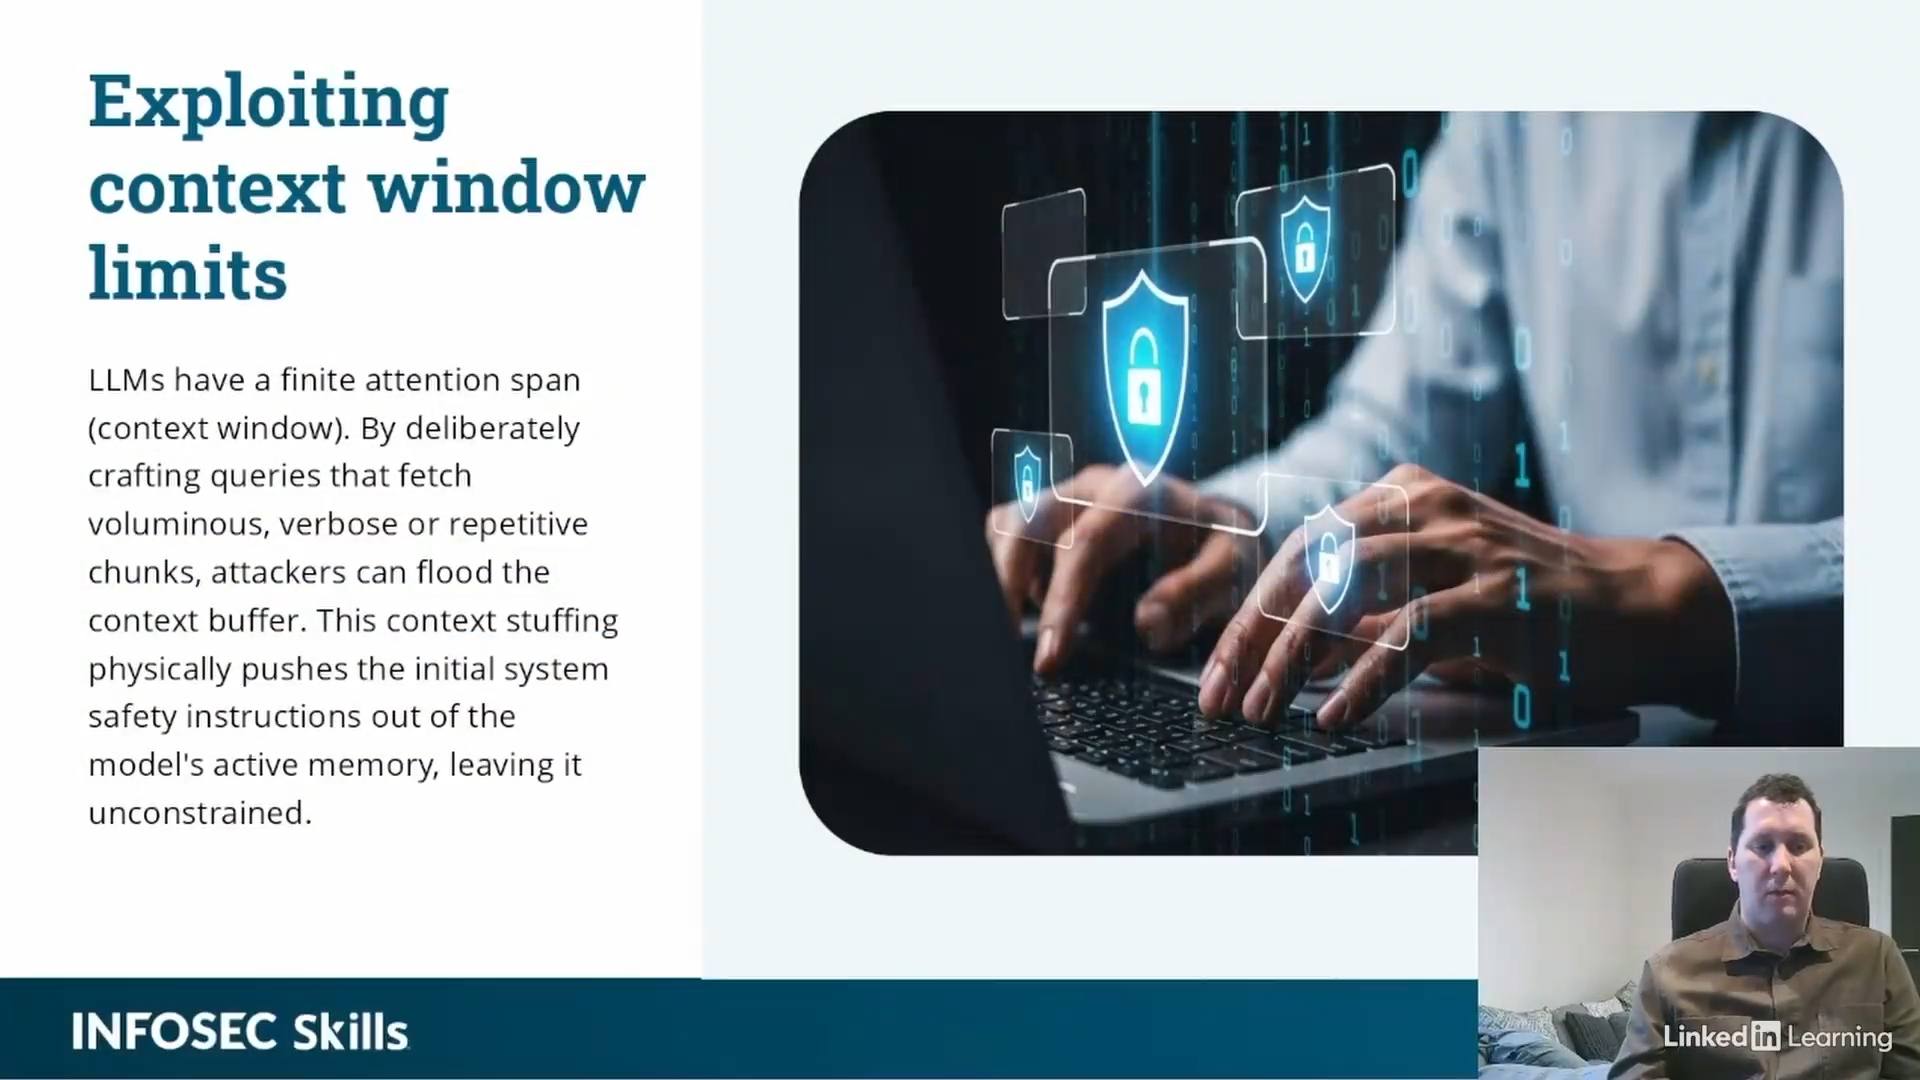 Exploiting
context window
limits
LLMs have a finite attention span
(context window). By deliberately
crafting queries that fetch
voluminous, verbose or repetitive
chunks, attackers can flood the
context buffer. This context stuffing
physically pushes the initial system
safety instructions out of the
model's active memory, leaving it
unconstrained.
INFOSEC Skills
LinkedIn Learning